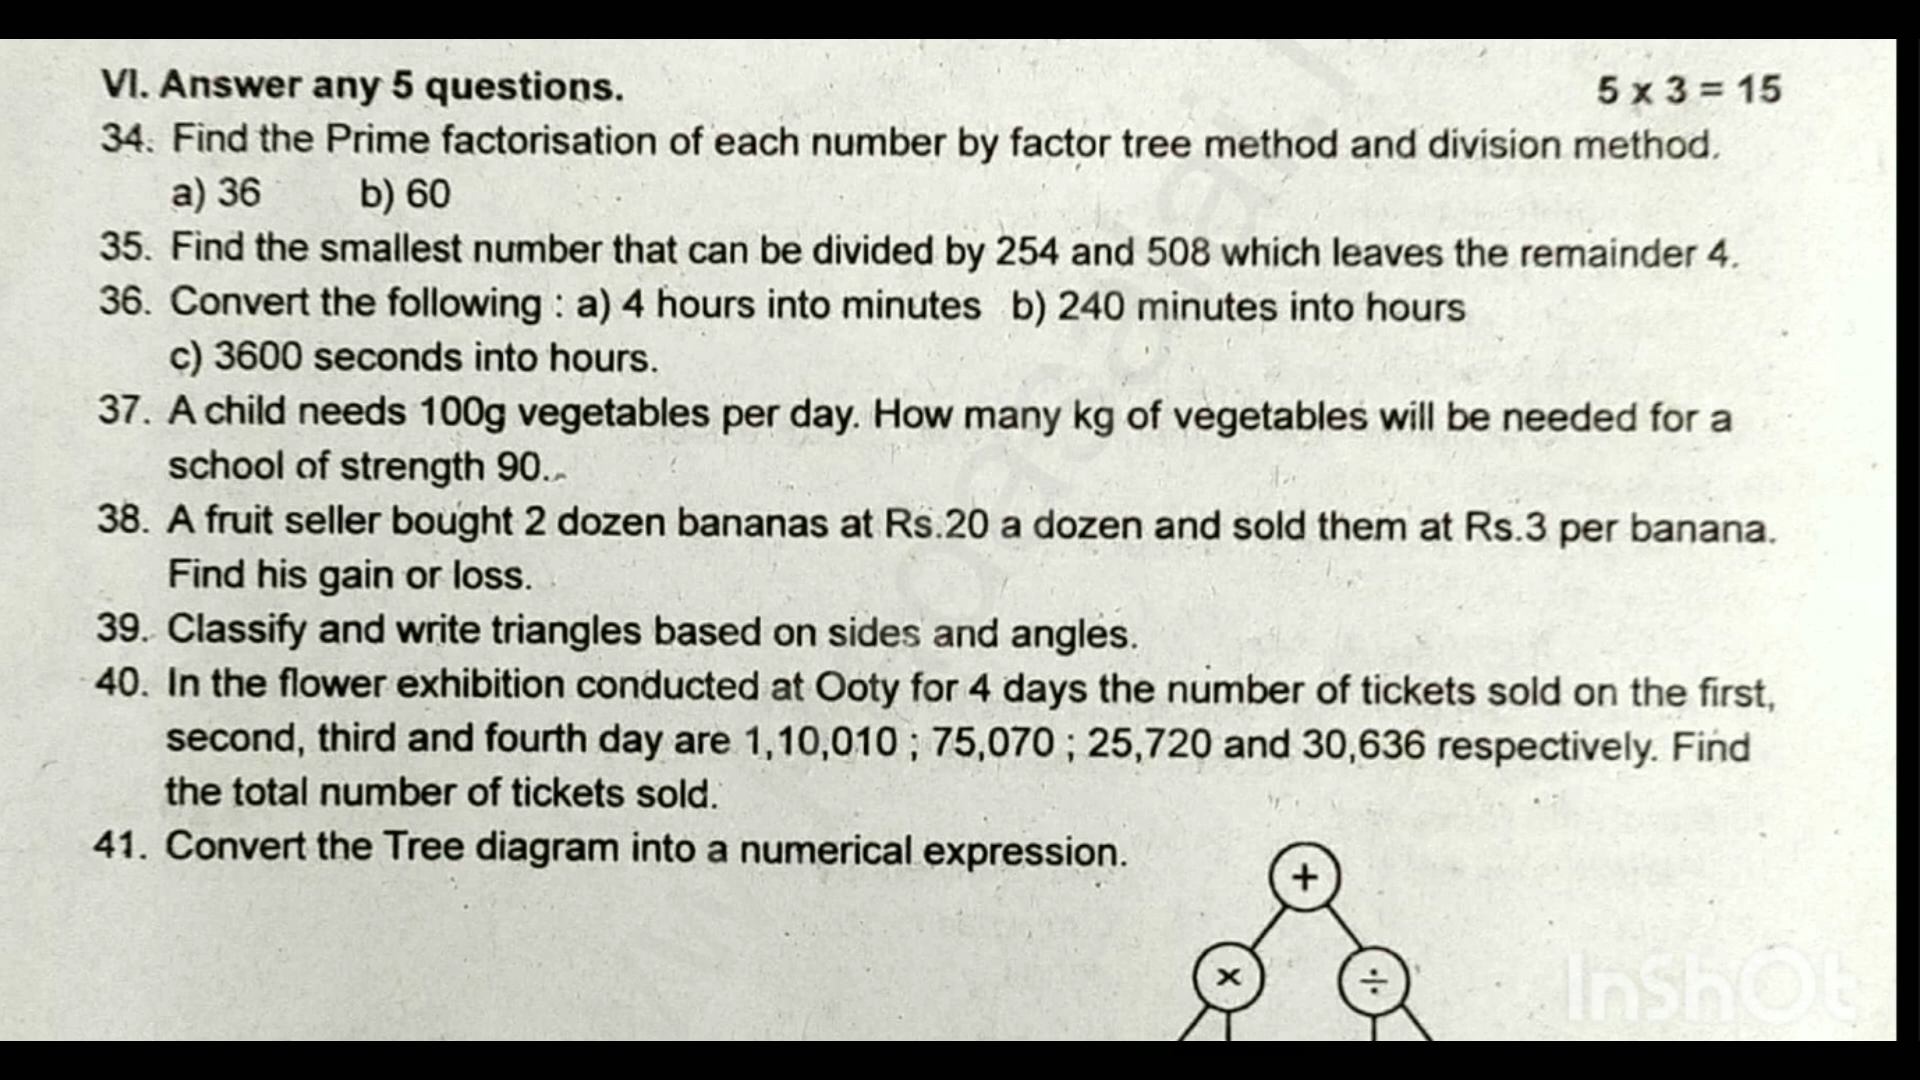 VI. Answer any 5 questions. 5 x 3 = 15
34. Find the Prime factorisation of each number by factor tree method and division method.
a) 36 b) 60
35. Find the smallest number that can be divided by 254 and 508 which leaves the remainder 4.
36. Convert the following : a) 4 hours into minutes b) 240 minutes into hours
c) 3600 seconds into hours.
37. A child needs 100g vegetables per day. How many kg of vegetables will be needed for a
school of strength 90.
38. A fruit seller bought 2 dozen bananas at Rs.20 a dozen and sold them at Rs.3 per banana.
Find his gain or loss.
39. Classify and write triangles based on sides and angles.
40. In the flower exhibition conducted at Ooty for 4 days the number of tickets sold on the first,
second, third and fourth day are 1,10,010 ; 75,070 ; 25,720 and 30,636 respectively. Find
the total number of tickets sold.
41. Convert the Tree diagram into a numerical expression.
+
× ÷
InShOt